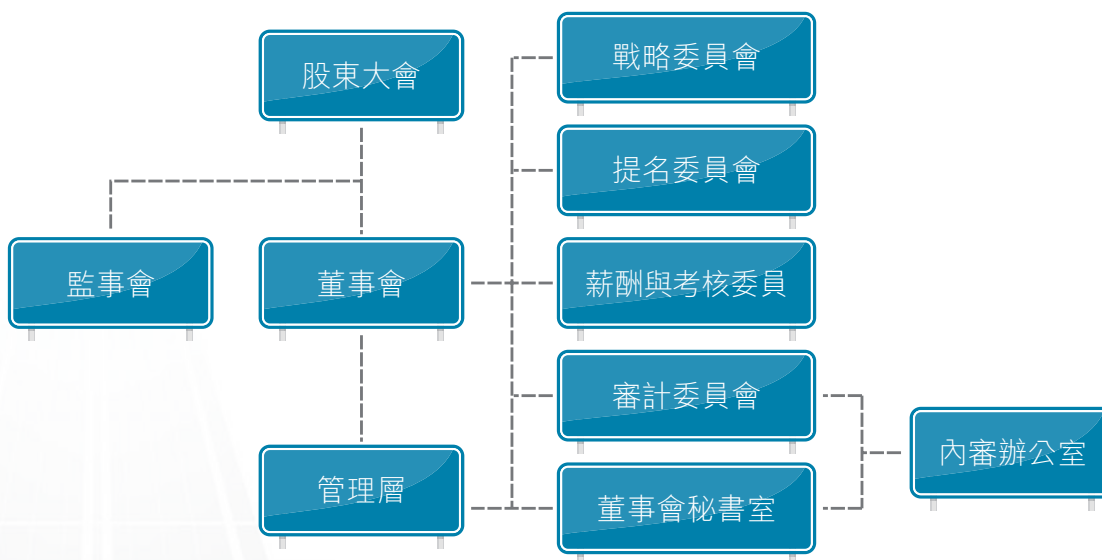 股東大會
監事會
董事會
管理層
戰略委員會
提名委員會
薪酬與考核委員
審計委員會
董事會秘書室
內審辦公室